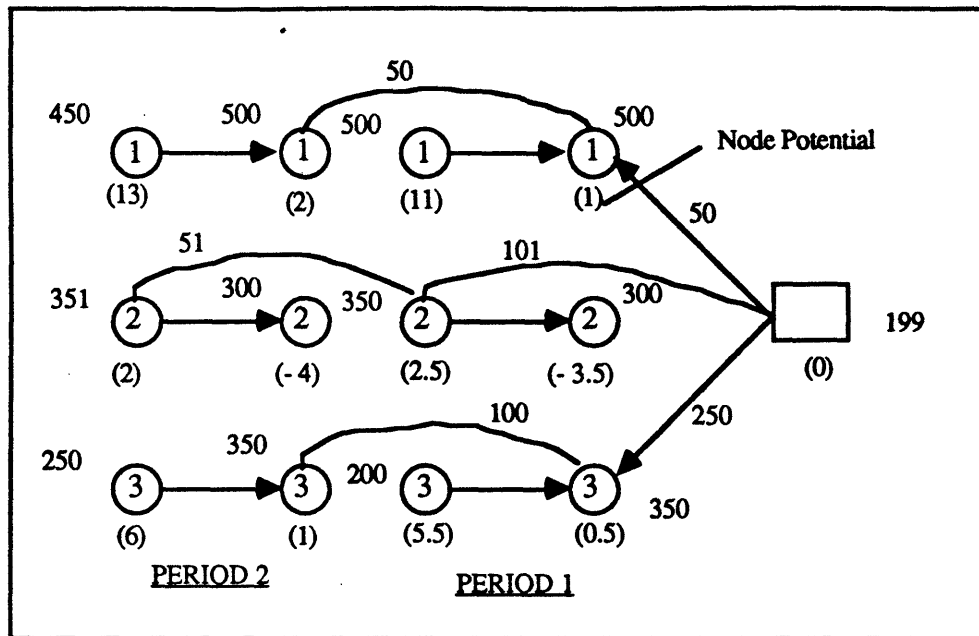 50
450 500 500 500
1 1 1 1
Node Potential
(13) (2) (11) (1)
50
51 101
351 300 350 300
2 2 2 2
199
(2) (- 4) (2.5) (- 3.5) (0)
100 250
250 350 200
3 3 3 3
350
(6) (1) (5.5) (0.5)
PERIOD 2 PERIOD 1